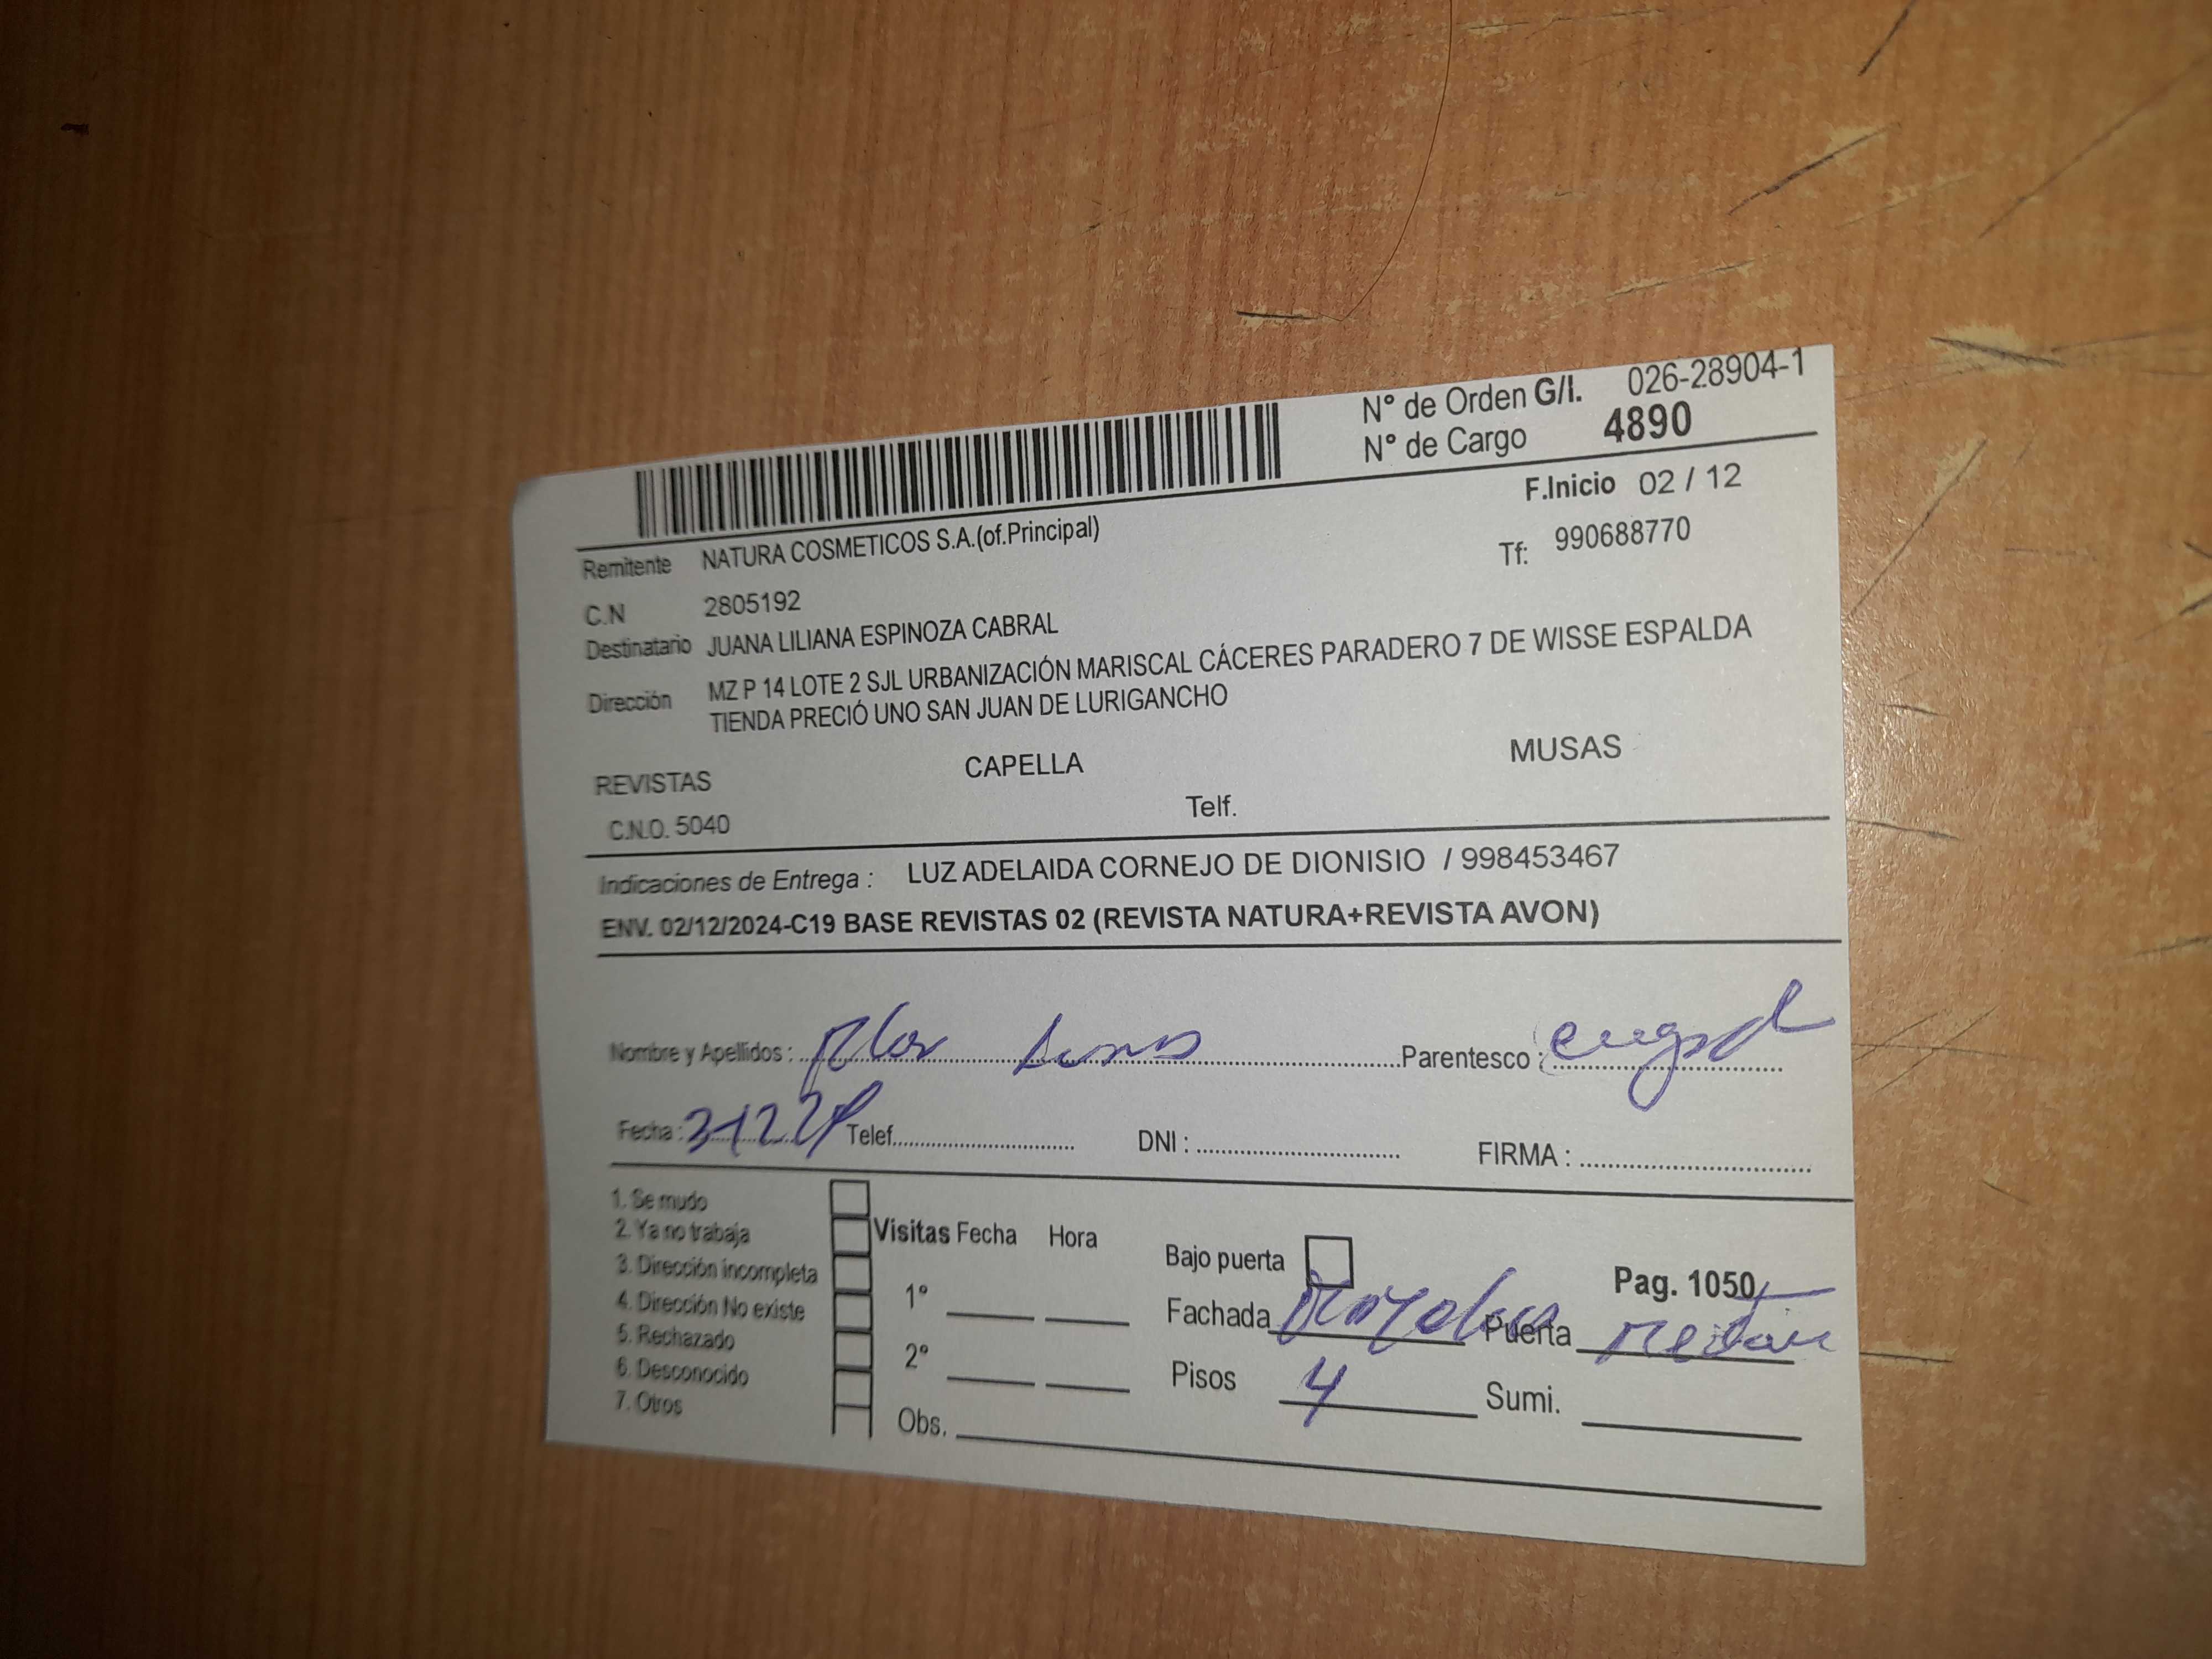 N° de Orden G/I. 026-28904-1
N° de Cargo 4890
F.Inicio 02 / 12
Remitente NATURA COSMETICOS S.A.(of.Principal)
Tf: 990688770
C.N 2805192
Destinatario JUANA LILIANA ESPINOZA CABRAL
Dirección MZ P 14 LOTE 2 SJL URBANIZACIÓN MARISCAL CÁCERES PARADERO 7 DE WISSE ESPALDA
TIENDA PRECIÓ UNO SAN JUAN DE LURIGANCHO
REVISTAS CAPELLA MUSAS
C.N.O. 5040 Telf.
Indicaciones de Entrega : LUZ ADELAIDA CORNEJO DE DIONISIO / 998453467
ENV. 02/12/2024-C19 BASE REVISTAS 02 (REVISTA NATURA+REVISTA AVON)
Nombre y Apellidos : Parentesco :
Fecha : 31224 Telef. DNI : FIRMA :
1. Se mudo
2. Ya no trabaja
3. Dirección incompleta
4. Dirección No existe
5. Rechazado
6. Desconocido
7. Otros
Visitas Fecha Hora
1°
2°
Obs.
Bajo puerta
Pag. 1050
Fachada Puerta
Pisos 4 Sumi.